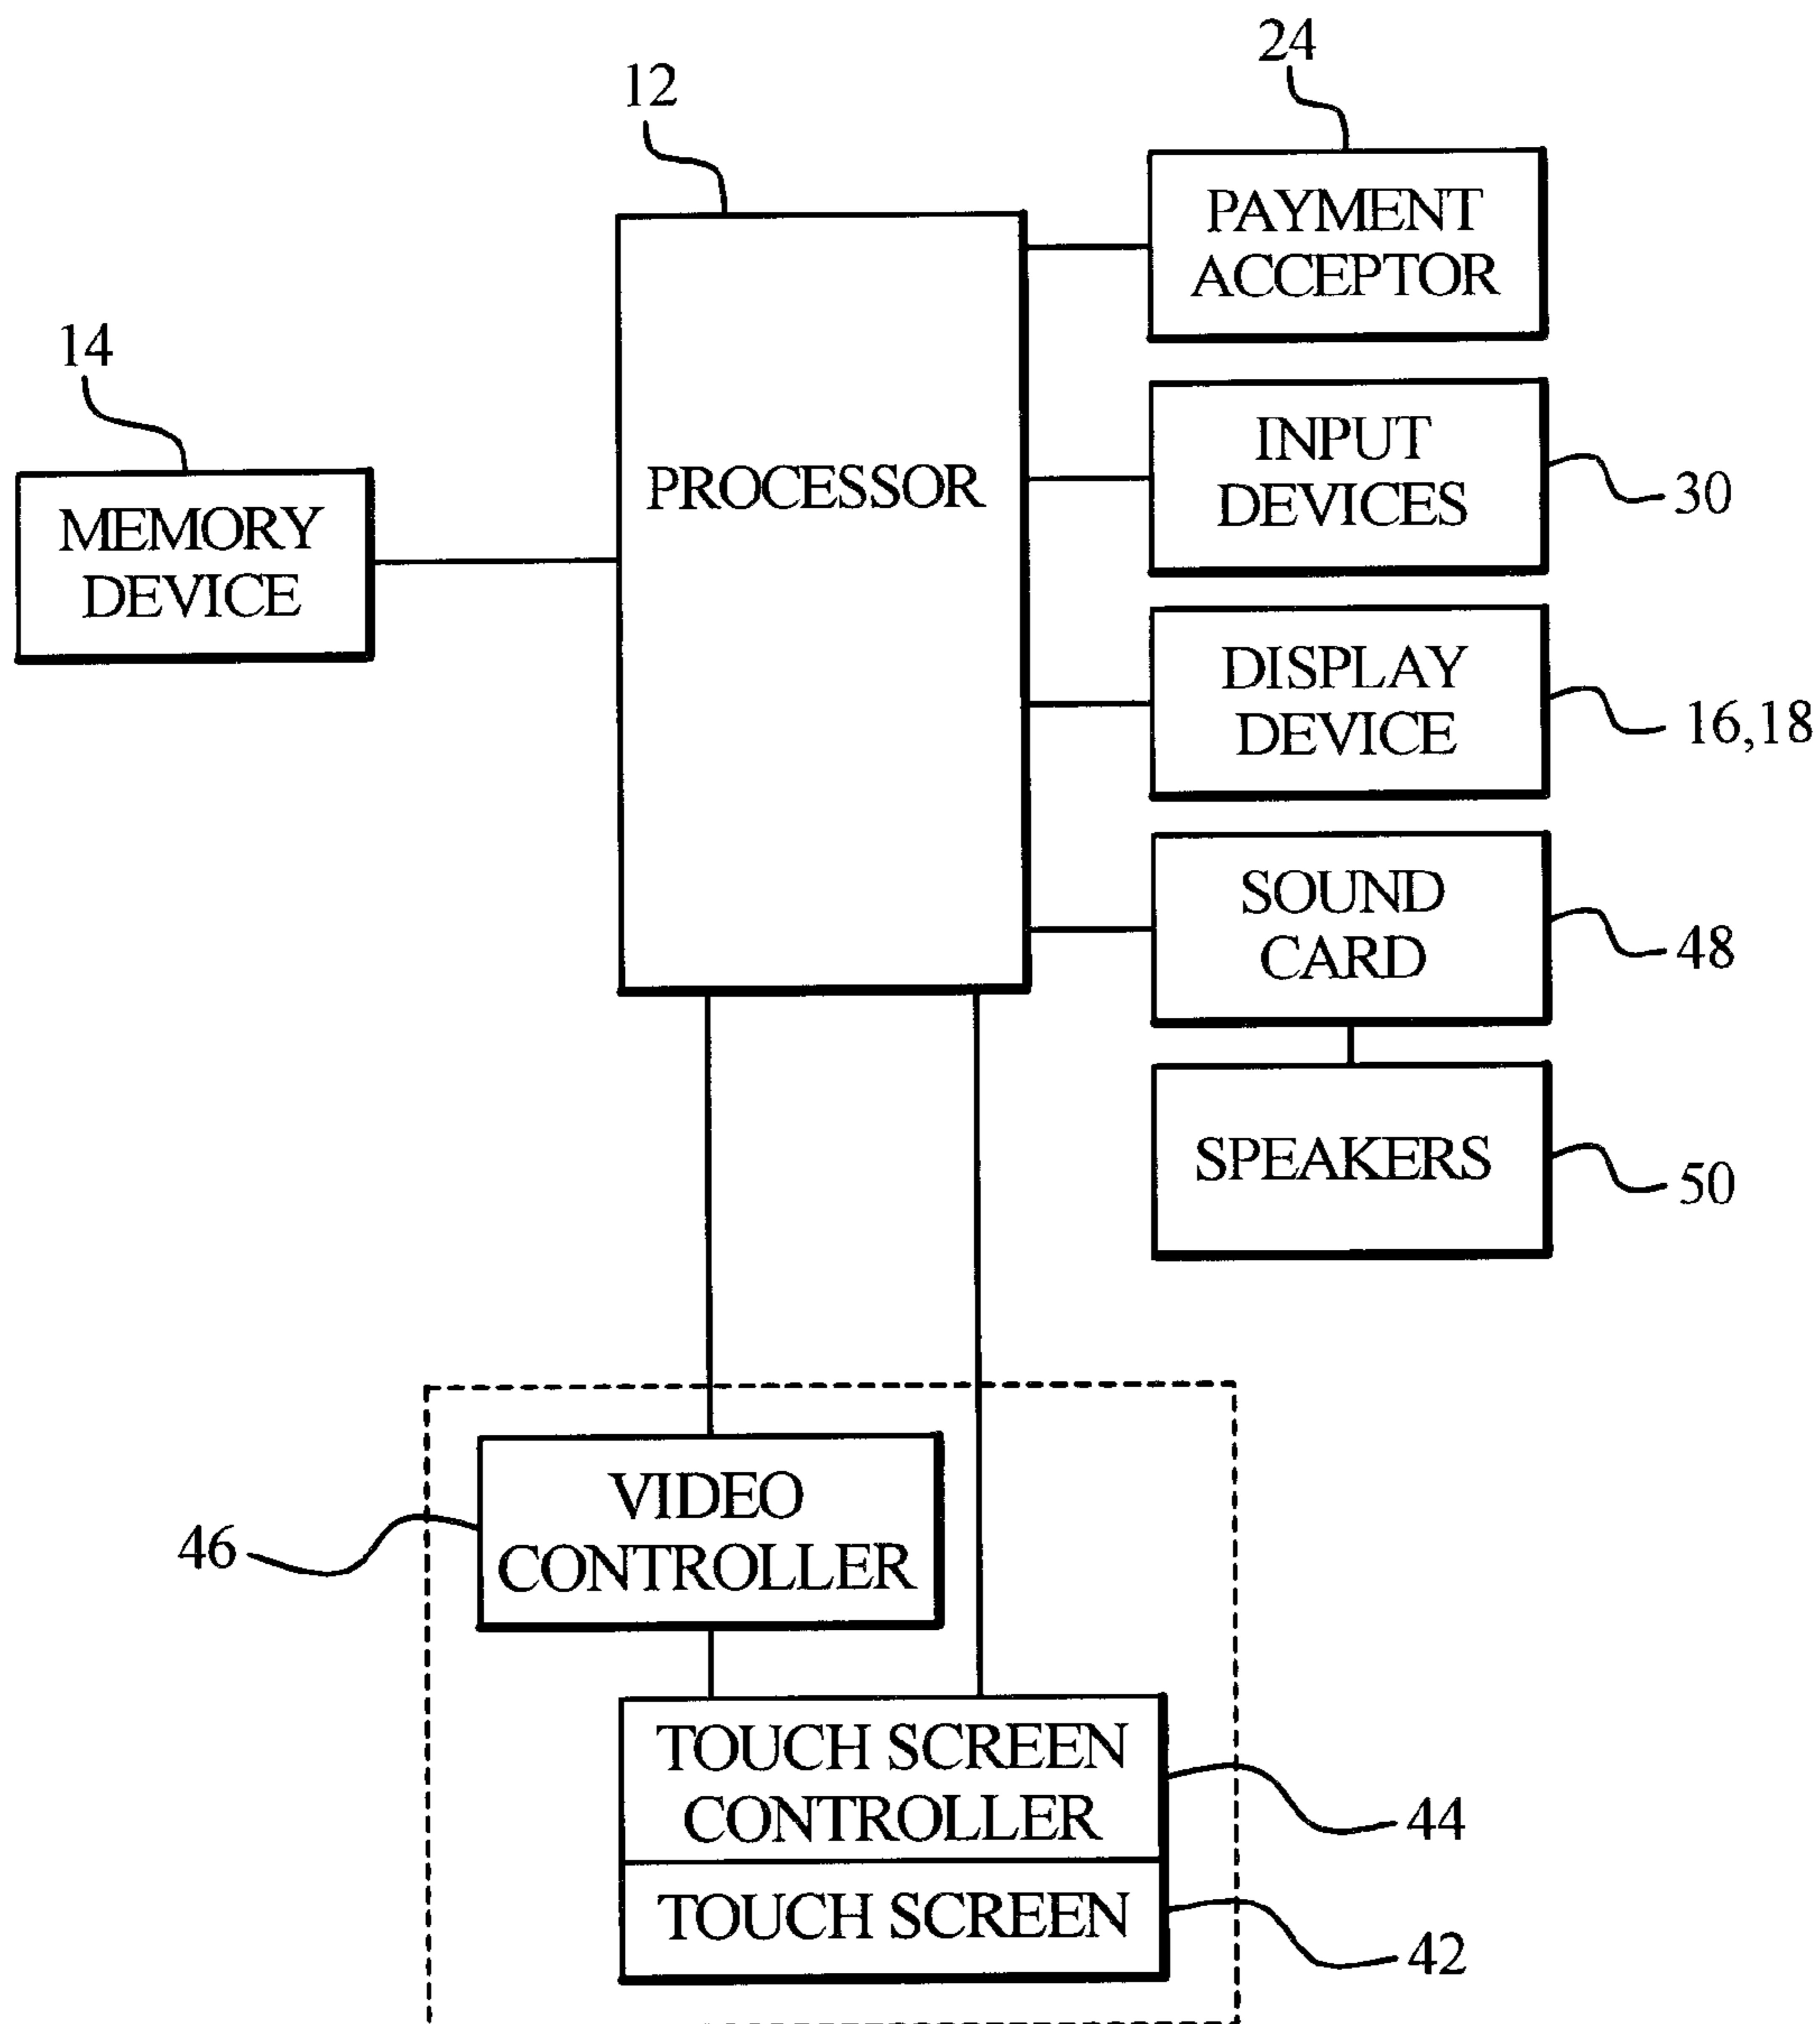 24
12
PAYMENT
ACCEPTOR
14
INPUT
DEVICES
30
PROCESSOR
MEMORY
DEVICE
DISPLAY
DEVICE
16,18
SOUND
CARD
48
SPEAKERS
50
VIDEO
CONTROLLER
46
TOUCH SCREEN
CONTROLLER
44
TOUCH SCREEN
42